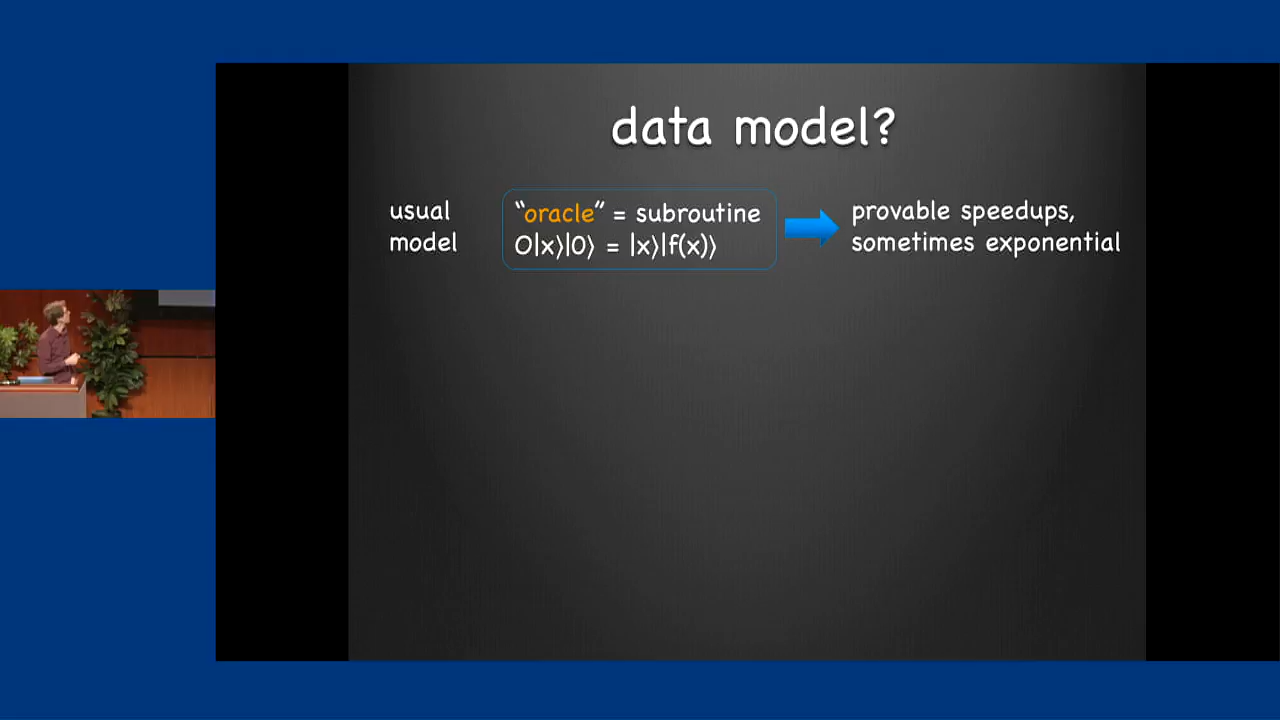 data model?
usual
model
“oracle” = subroutine
O|x⟩|0⟩ = |x⟩|f(x)⟩
provable speedups,
sometimes exponential